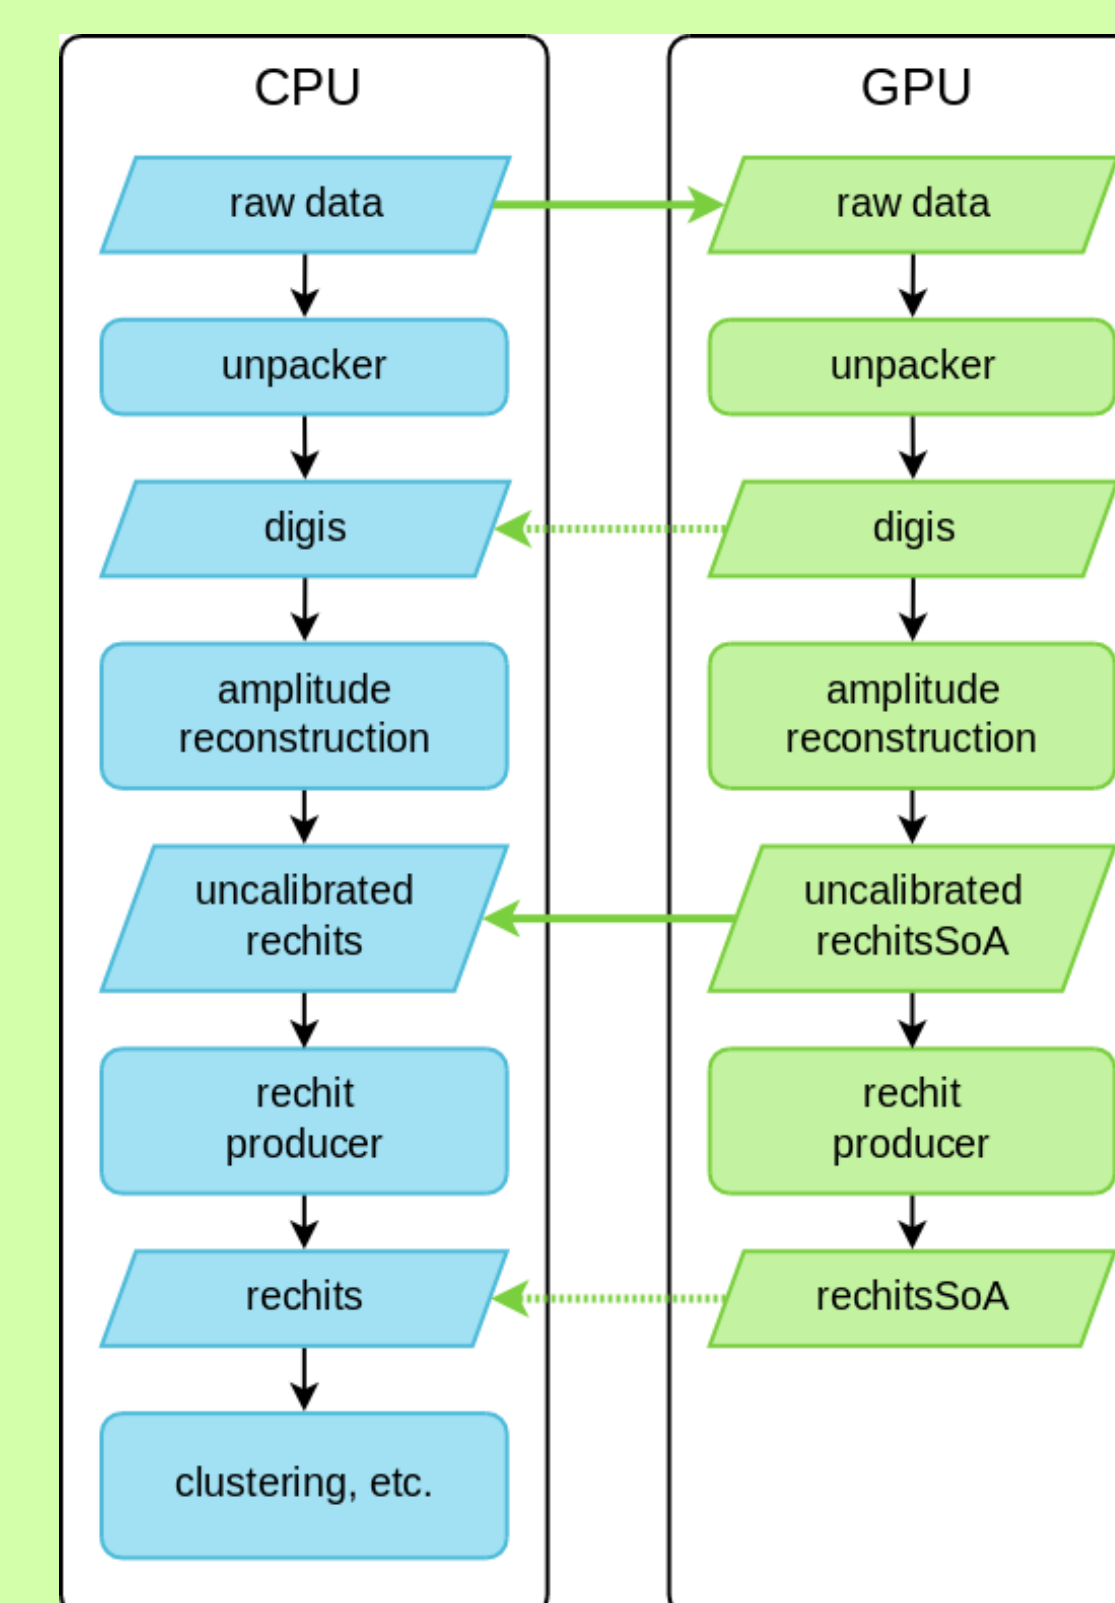 CPU
raw data
unpacker
digis
amplitude
reconstruction
uncalibrated
rechits
rechit
producer
rechits
clustering, etc.
GPU
raw data
unpacker
digis
amplitude
reconstruction
uncalibrated
rechitsSoA
rechit
producer
rechitsSoA